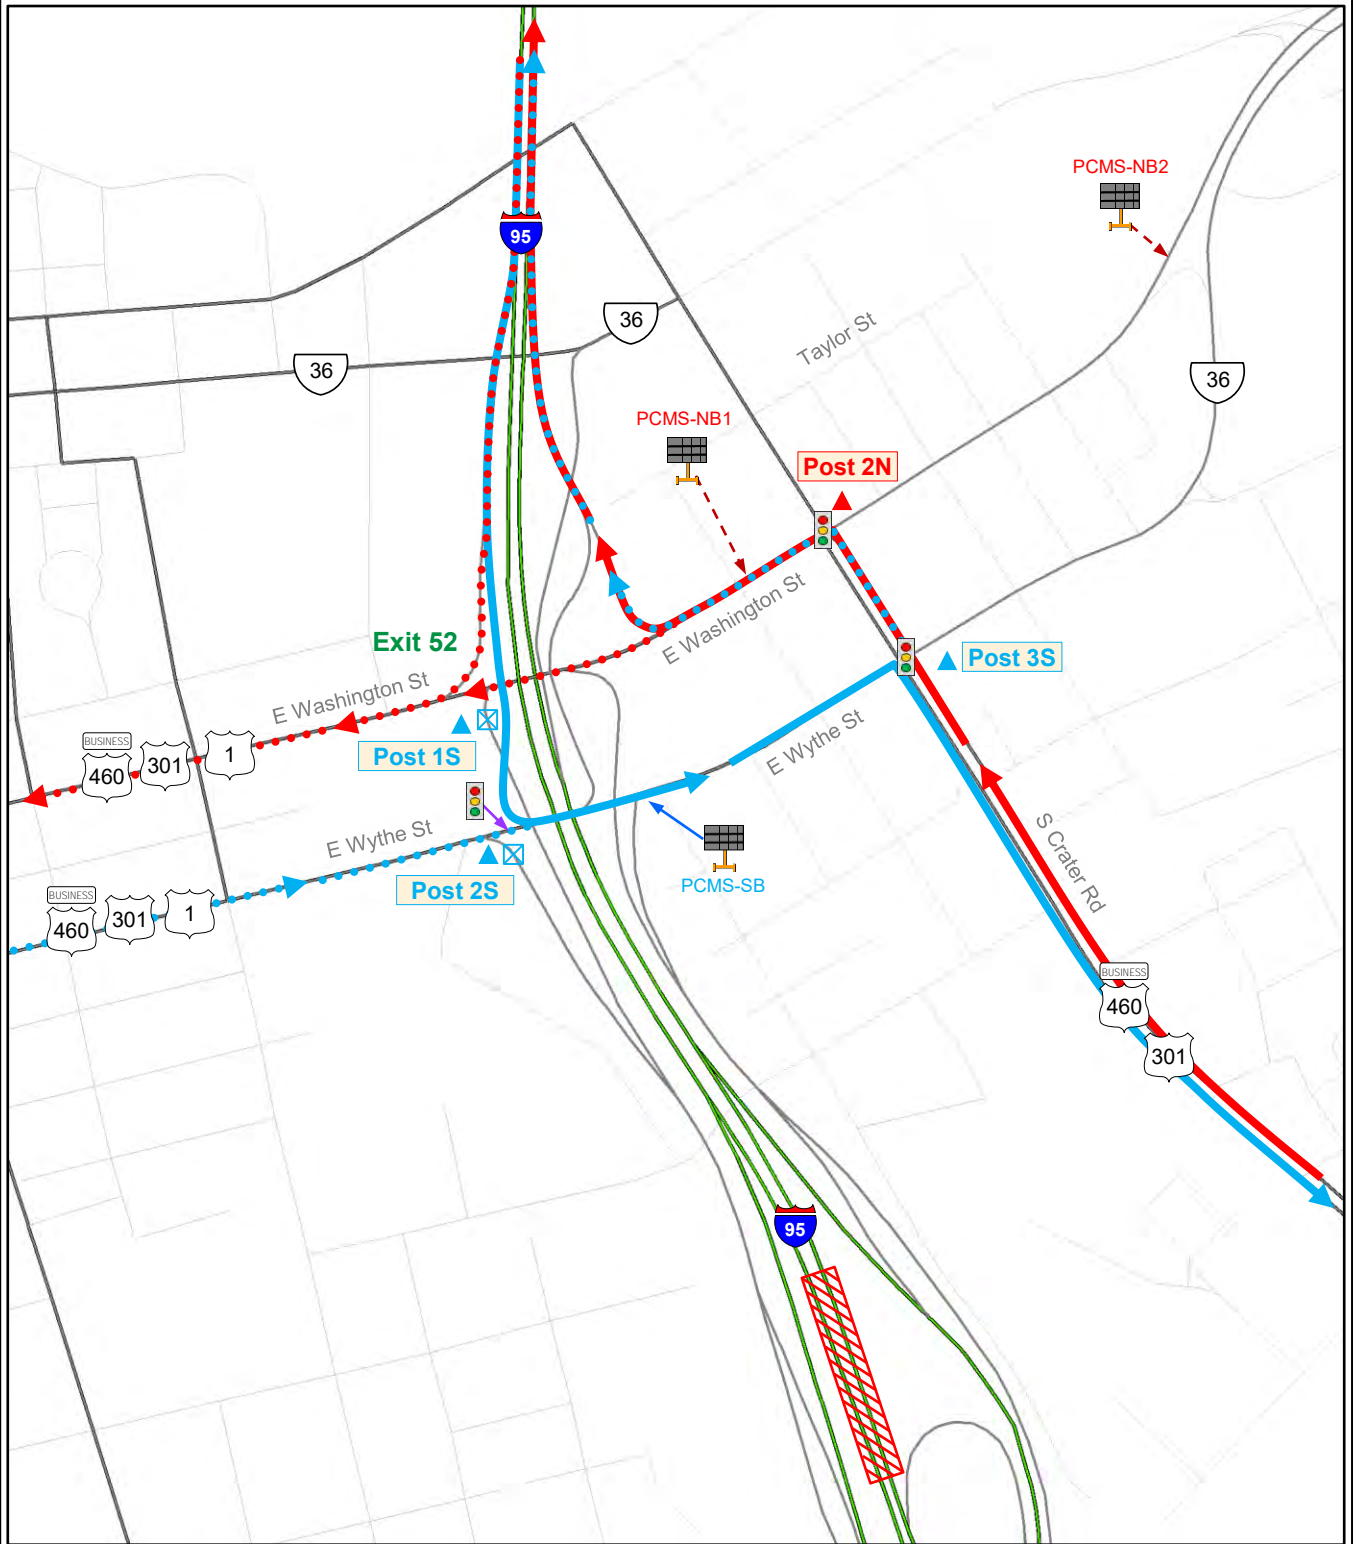 PCMS-NB2
95
36
Taylor St
36
36
PCMS-NB1
Post 2N
E Washington St
Exit 52
Post 3S
E Washington St
E Wythe St
BUSINESS
460
301
1
Post 1S
S Crater Rd
E Wythe St
PCMS-SB
Post 2S
BUSINESS
460
301
1
BUSINESS
460
301
95